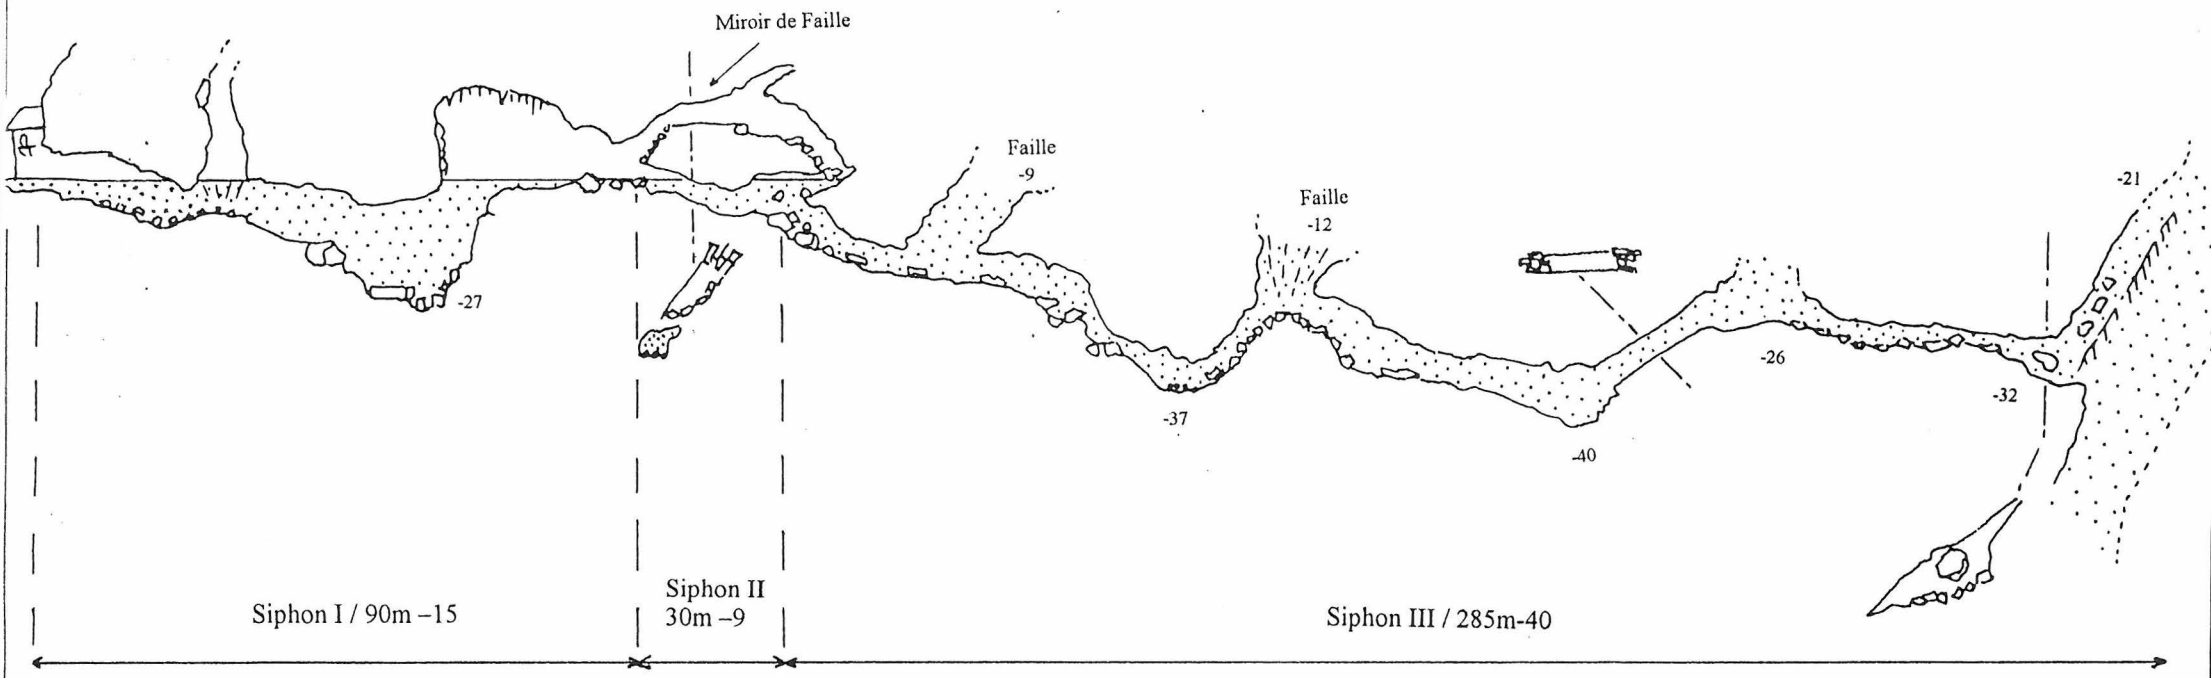 Miroir de Faille
Faille
-9
Faille
-12
-21
-27
-26
-32
-37
-40
Siphon I / 90m –15
Siphon II
30m –9
Siphon III / 285m-40